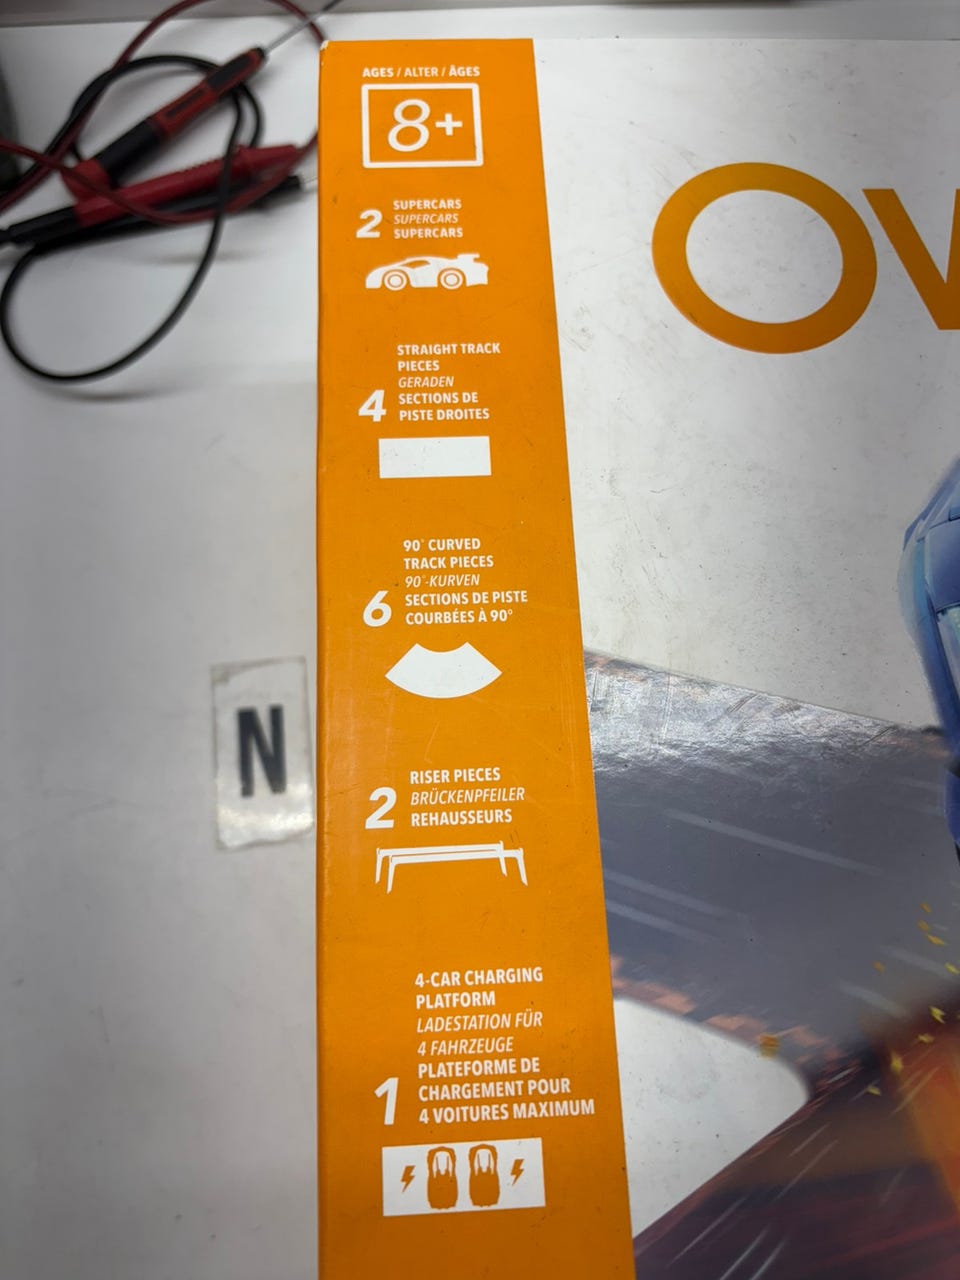 AGES / ALTER / ÂGES
8+
2
SUPERCARS
SUPERCARS
SUPERCARS
4
STRAIGHT TRACK
PIECES
GERADEN
SECTIONS DE
PISTE DROITES
6
90° CURVED
TRACK PIECES
90°-KURVEN
SECTIONS DE PISTE
COURBÉES À 90°
2
RISER PIECES
BRÜCKENPFEILER
REHAUSSEURS
1
4-CAR CHARGING
PLATFORM
LADESTATION FÜR
4 FAHRZEUGE
PLATEFORME DE
CHARGEMENT POUR
4 VOITURES MAXIMUM
N